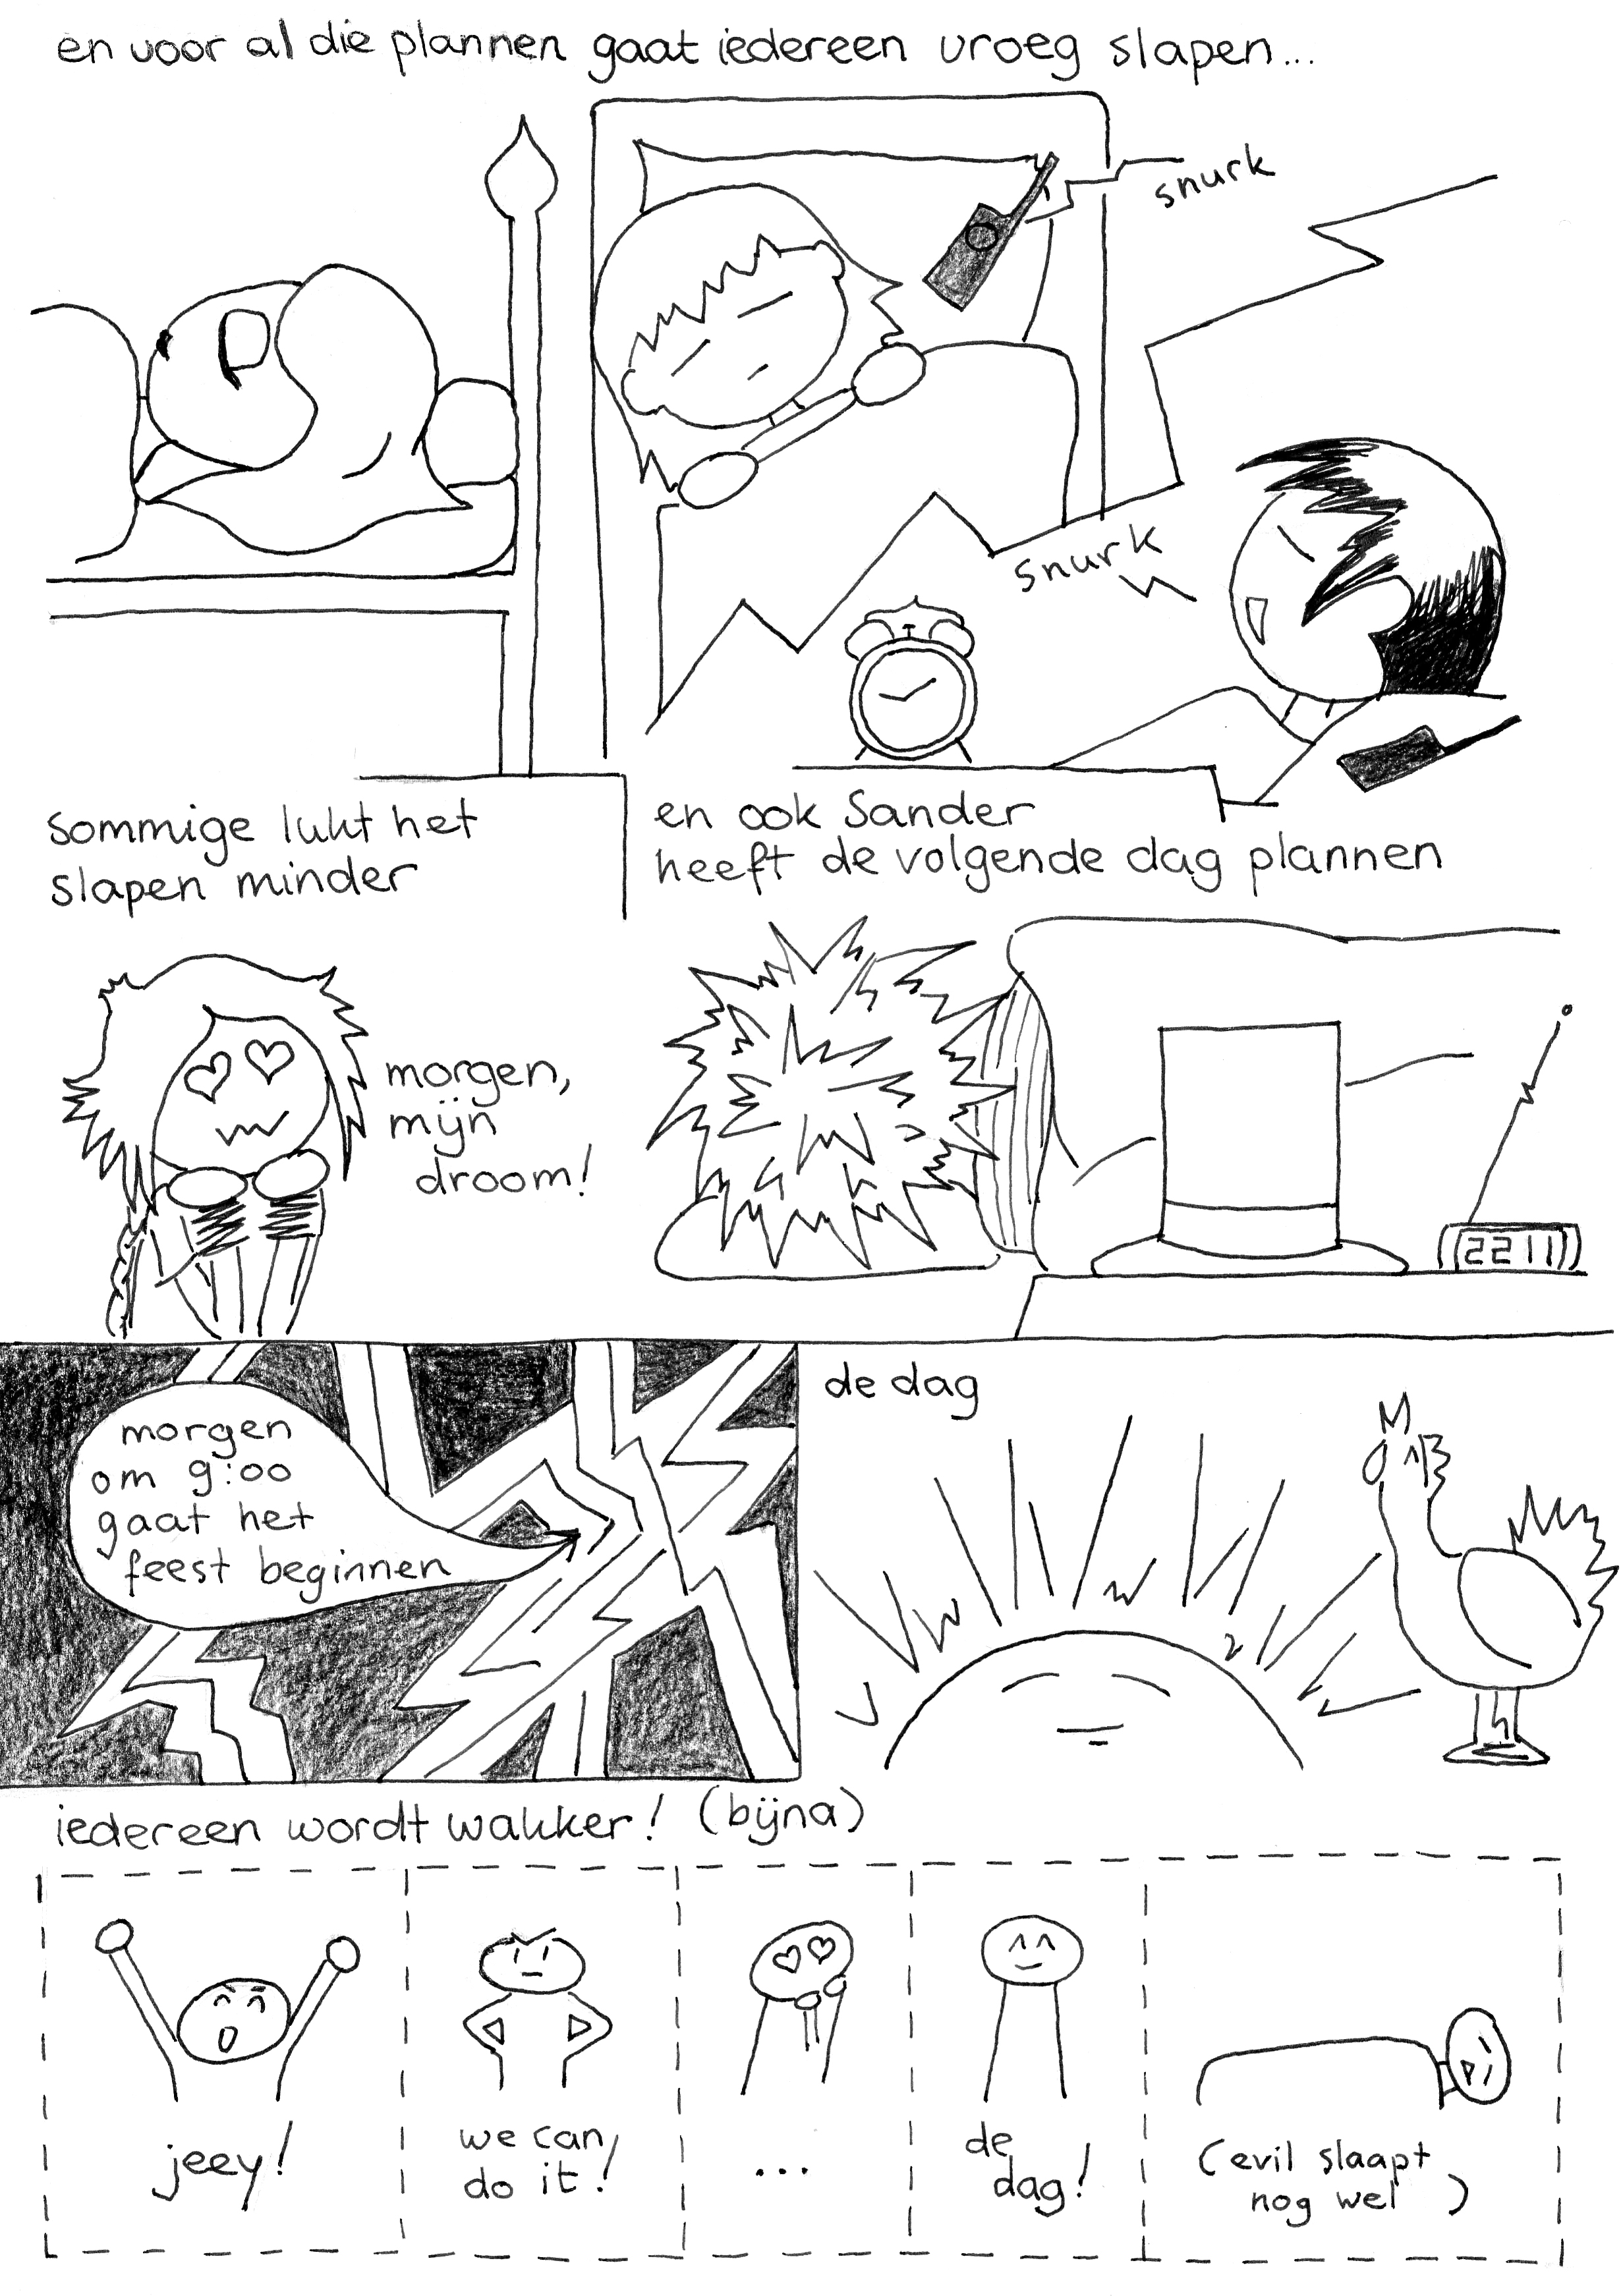 en voor al die plannen gaat iedereen vroeg slapen...
snurk
snurk
sommige lukt het
slapen minder
en ook Sander
heeft de volgende dag plannen
morgen,
mijn
droom!
22 11
morgen
om 9:00
gaat het
feest beginnen
de dag
iedereen wordt wakker! (bijna)
jeey!
we can
do it!
...
de
dag!
(evil slaapt
nog wel)